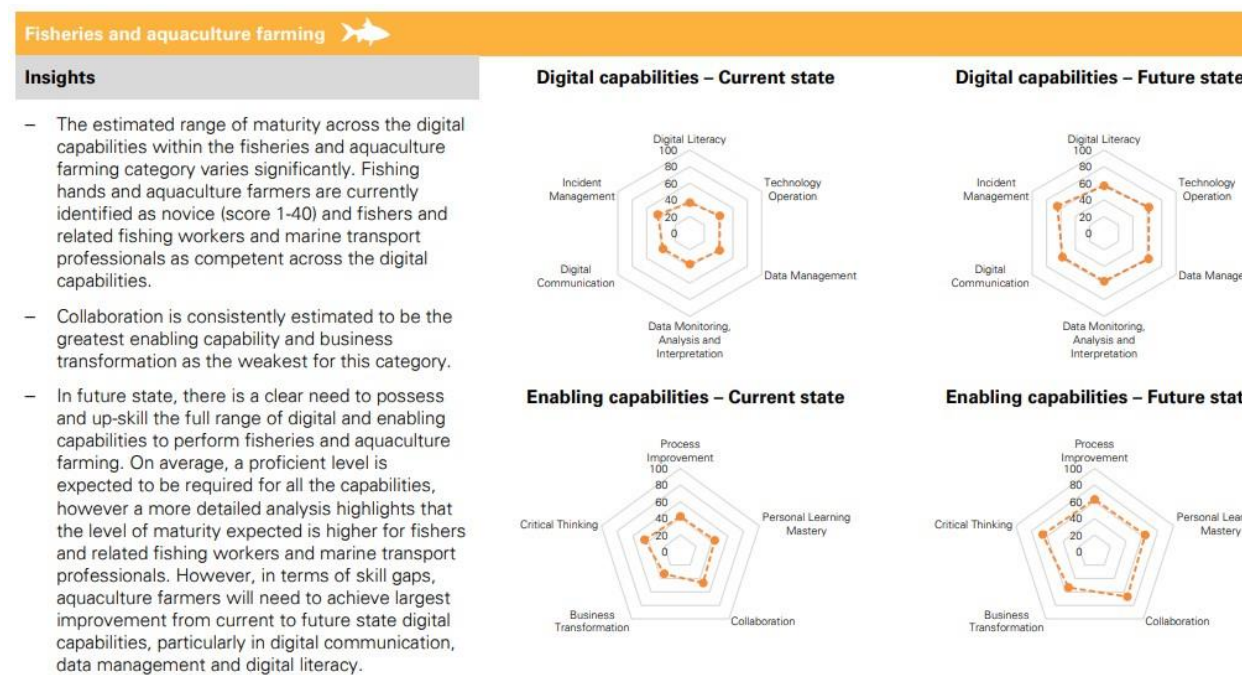 Fisheries and aquaculture farming
Insights
– The estimated range of maturity across the digital
capabilities within the fisheries and aquaculture
farming category varies significantly. Fishing
hands and aquaculture farmers are currently
identified as novice (score 1-40) and fishers and
related fishing workers and marine transport
professionals as competent across the digital
capabilities.
– Collaboration is consistently estimated to be the
greatest enabling capability and business
transformation as the weakest for this category.
– In future state, there is a clear need to possess
and up-skill the full range of digital and enabling
capabilities to perform fisheries and aquaculture
farming. On average, a proficient level is
expected to be required for all the capabilities,
however a more detailed analysis highlights that
the level of maturity expected is higher for fishers
and related fishing workers and marine transport
professionals. However, in terms of skill gaps,
aquaculture farmers will need to achieve largest
improvement from current to future state digital
capabilities, particularly in digital communication,
data management and digital literacy.
Digital capabilities – Current state
Digital Literacy
100
80
60
40
20
0
Technology
Operation
Data Management
Data Monitoring,
Analysis and
Interpretation
Digital
Communication
Incident
Management
Digital capabilities – Future state
Digital Literacy
100
80
60
40
20
0
Technology
Operation
Data Manage
Data Monitoring,
Analysis and
Interpretation
Digital
Communication
Incident
Management
Enabling capabilities – Current state
Process
Improvement
100
80
60
40
20
0
Personal Learning
Mastery
Collaboration
Business
Transformation
Critical Thinking
Enabling capabilities – Future stat
Process
Improvement
100
80
60
40
20
0
Personal Lear
Mastery
Collaboration
Business
Transformation
Critical Thinking